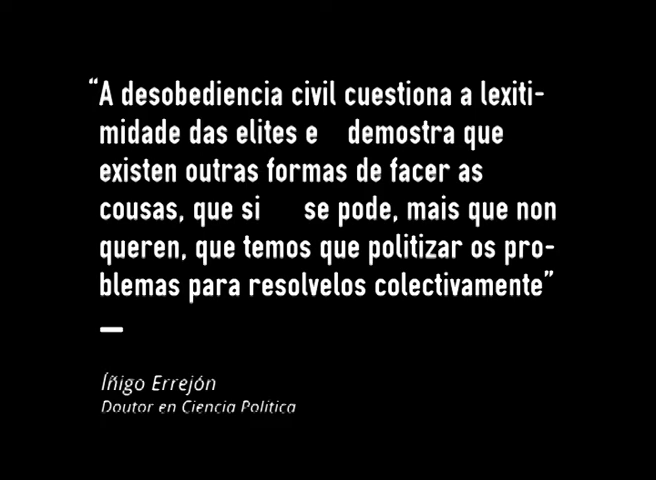 “A desobediencia civil cuestiona a lexiti-
midade das elites e demostra que
existen outras formas de facer as
cousas, que si se pode, mais que non
queren, que temos que politizar os pro-
blemas para resolvelos colectivamente”
Íñigo Errejón
Doutor en Ciencia Política